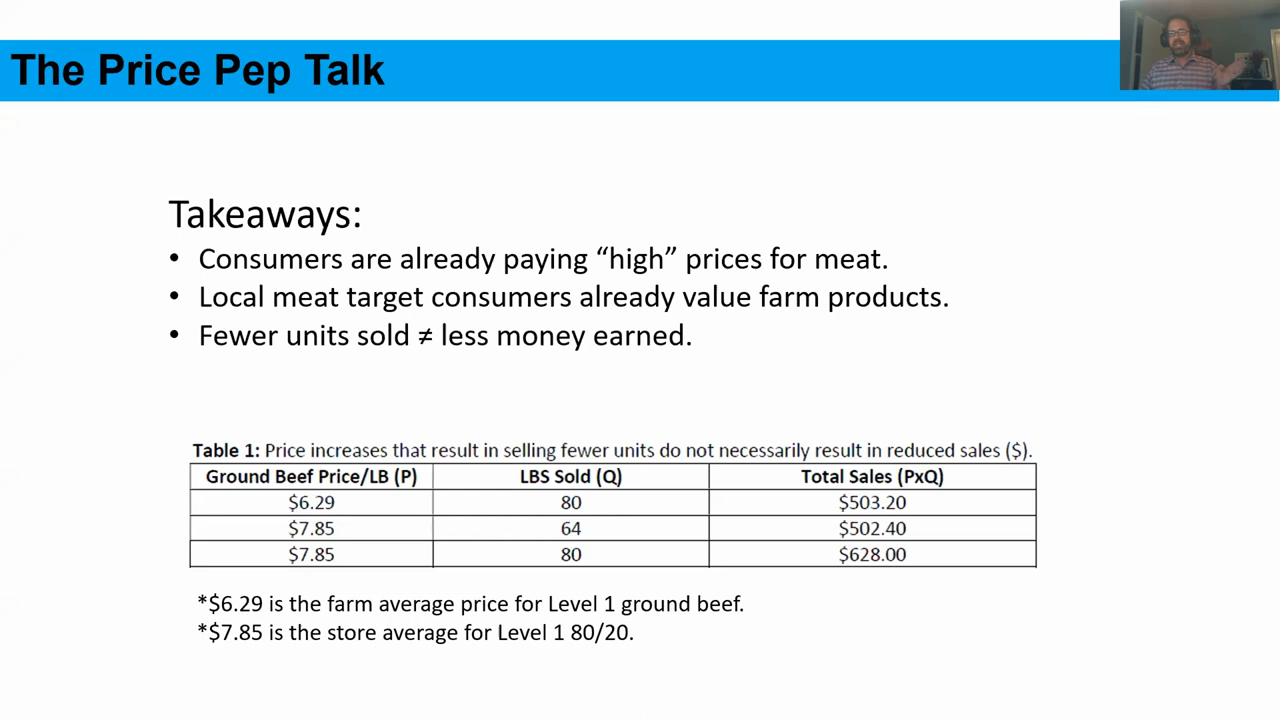 The Price Pep Talk
Takeaways:
• Consumers are already paying “high” prices for meat.
• Local meat target consumers already value farm products.
• Fewer units sold ≠ less money earned.
Table 1: Price increases that result in selling fewer units do not necessarily result in reduced sales ($).
Ground Beef Price/LB (P) LBS Sold (Q) Total Sales (PxQ)
$6.29 80 $503.20
$7.85 64 $502.40
$7.85 80 $628.00
*$6.29 is the farm average price for Level 1 ground beef.
*$7.85 is the store average for Level 1 80/20.